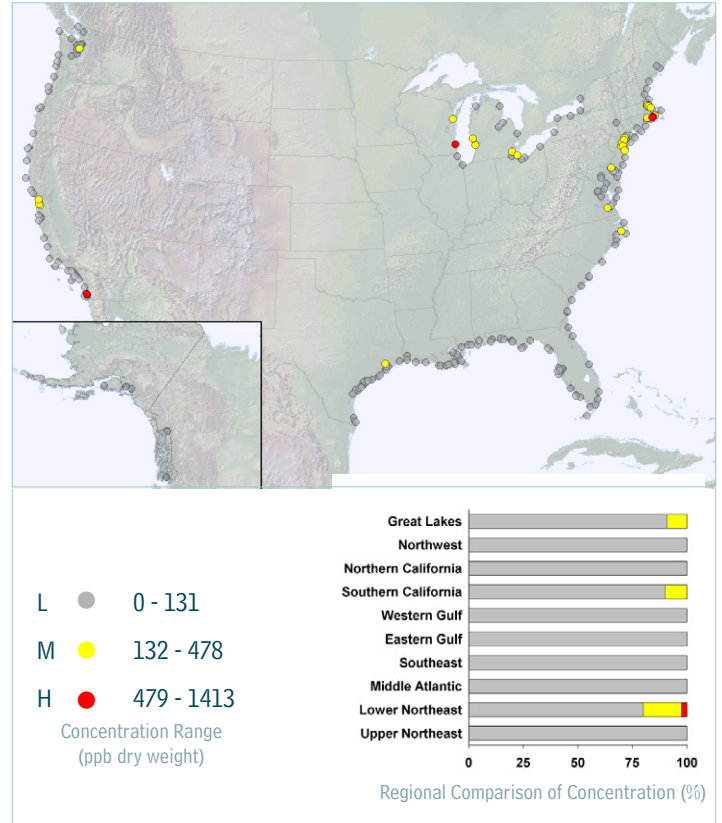 L 0 - 131
M 132 - 478
H 479 - 1413
Concentration Range
(ppb dry weight)
Great Lakes
Northwest
Northern California
Southern California
Western Gulf
Eastern Gulf
Southeast
Middle Atlantic
Lower Northeast
Upper Northeast
0 25 50 75 100
Regional Comparison of Concentration (%)